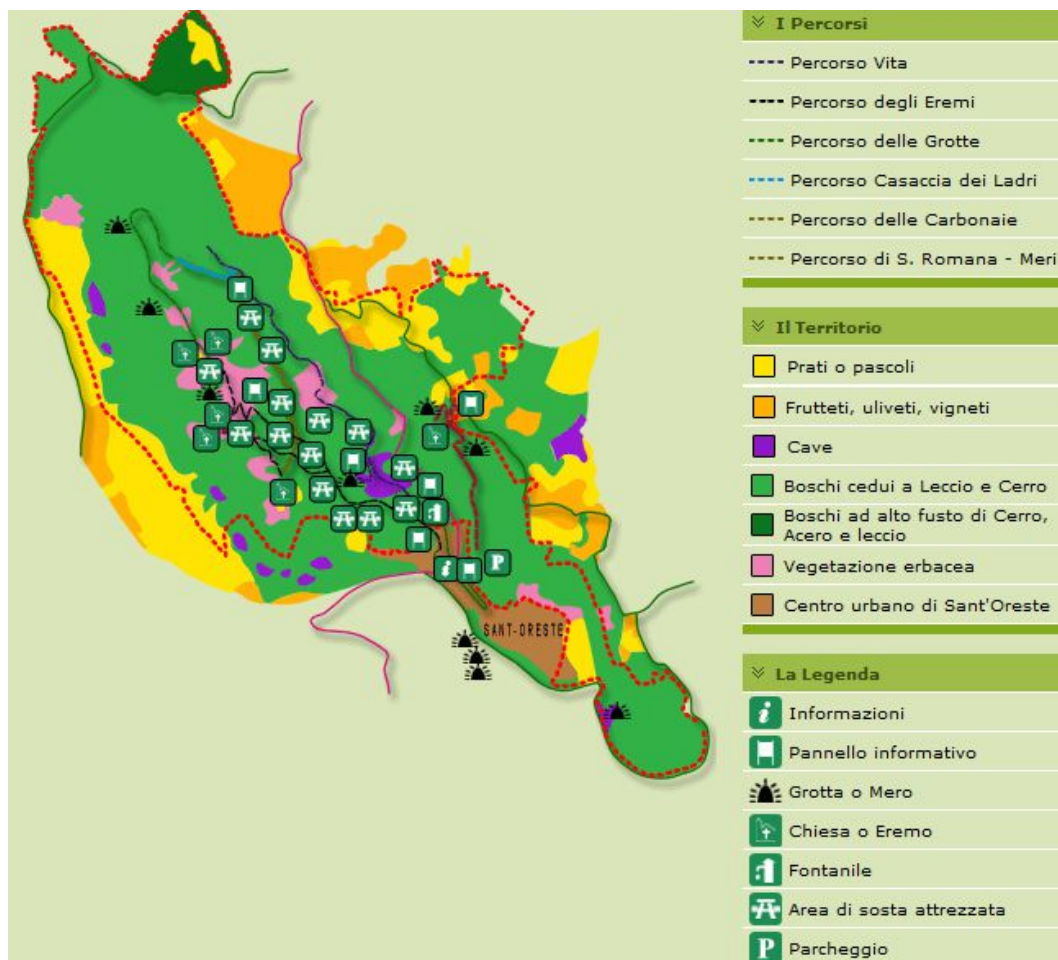 I Percorsi
Percorso Vita
Percorso degli Eremi
Percorso delle Grotte
Percorso Casaccia dei Ladri
Percorso delle Carbonaie
Percorso di S. Romana - Meri
Il Territorio
Prati o pascoli
Frutteti, uliveti, vigneti
Cave
Boschi cedui a Leccio e Cerro
Boschi ad alto fusto di Cerro,
Acero e leccio
Vegetazione erbacea
Centro urbano di Sant'Oreste
La Legenda
i Informazioni
Pannello informativo
Grotta o Mero
Chiesa o Eremo
Fontanile
Area di sosta attrezzata
P Parcheggio
i
P
SANT-ORESTE